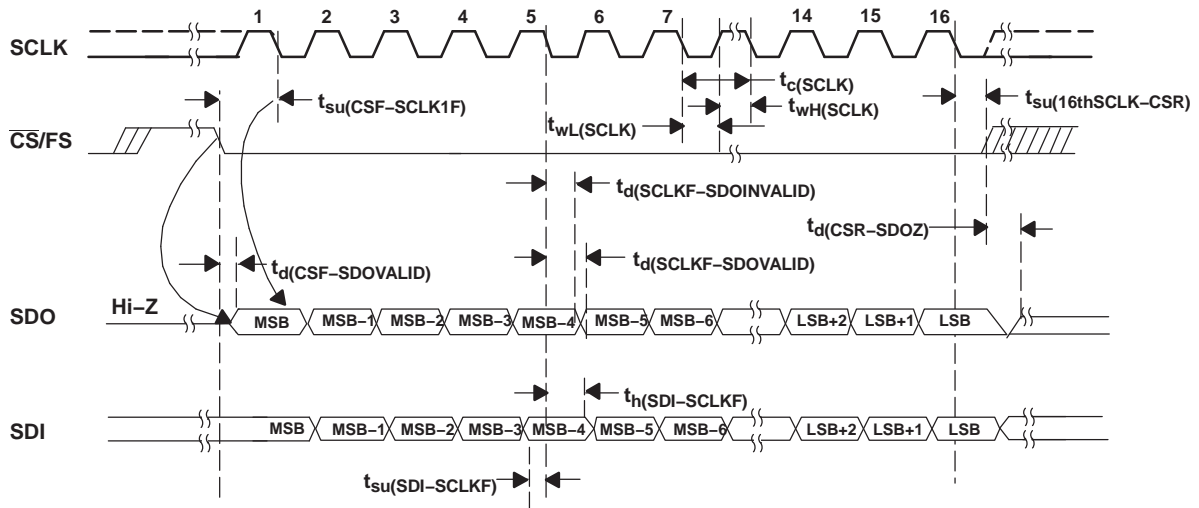 1 2 3 4 5 6 7 14 15 16
SCLK
tc(SCLK)
tsu(CSF−SCLK1F)
twH(SCLK)
tsu(16thSCLK−CSR)
twL(SCLK)
CS/FS
td(SCLKF−SDOINVALID)
td(CSR−SDOZ)
td(CSF−SDOVALID)
td(SCLKF−SDOVALID)
Hi−Z
SDO
MSB MSB−1 MSB−2 MSB−3 MSB−4 MSB−5 MSB−6 LSB+2 LSB+1 LSB
th(SDI−SCLKF)
SDI
MSB MSB−1 MSB−2 MSB−3 MSB−4 MSB−5 MSB−6 LSB+2 LSB+1 LSB
tsu(SDI−SCLKF)